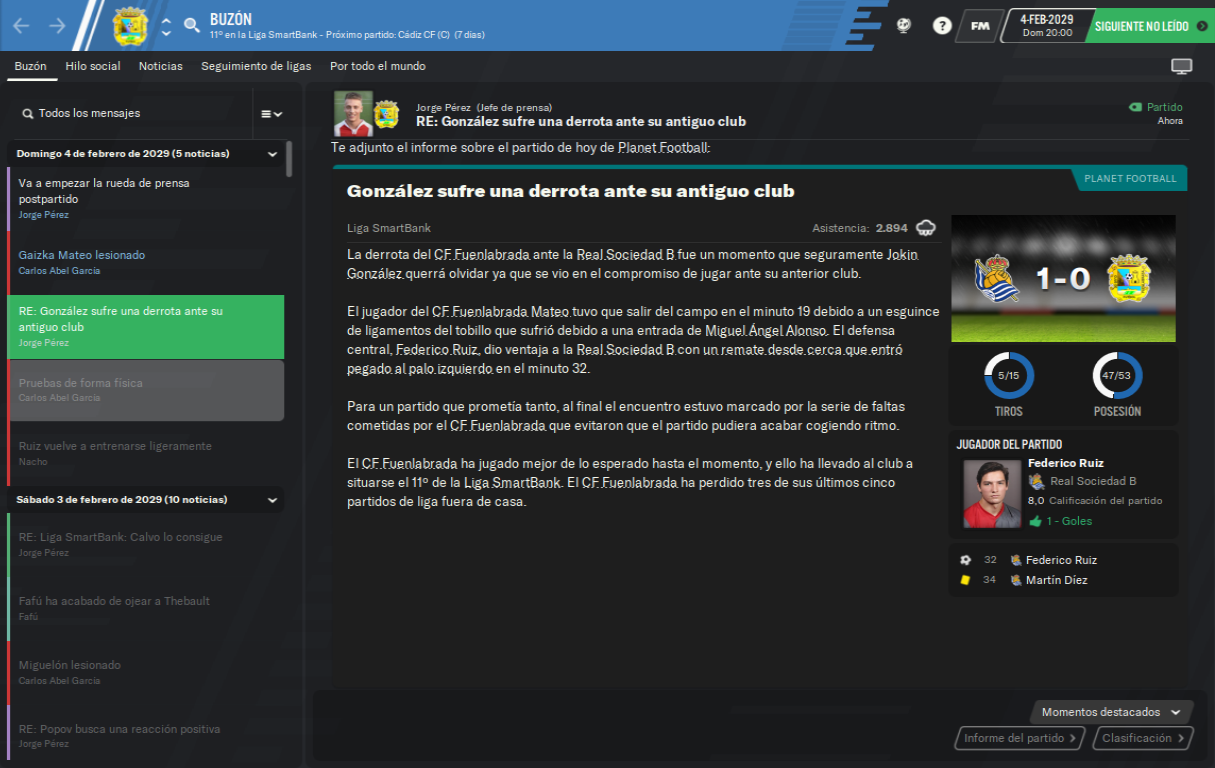 BUZÓN
11º en la Liga SmartBank - Próximo partido: Cádiz CF (C) (7 días)
?
FM
4-FEB-2029
Dom 20:00
SIGUIENTE NO LEÍDO
Buzón Hilo social Noticias Seguimiento de ligas Por todo el mundo
Todos los mensajes
Domingo 4 de febrero de 2029 (5 noticias)
Va a empezar la rueda de prensa
postpartido
Jorge Pérez
Gaizka Mateo lesionado
Carlos Abel García
RE: González sufre una derrota ante su
antiguo club
Jorge Pérez
Pruebas de forma física
Carlos Abel García
Ruiz vuelve a entrenarse ligeramente
Nacho
Sábado 3 de febrero de 2029 (10 noticias)
RE: Liga SmartBank: Calvo lo consigue
Jorge Pérez
Fafú ha acabado de ojear a Thebault
Fafú
Miguelón lesionado
Carlos Abel García
RE: Popov busca una reacción positiva
Jorge Pérez
Jorge Pérez (Jefe de prensa)
RE: González sufre una derrota ante su antiguo club
Partido
Ahora
Te adjunto el informe sobre el partido de hoy de Planet Football:
PLANET FOOTBALL
González sufre una derrota ante su antiguo club
Liga SmartBank
Asistencia: 2.894
La derrota del CF Fuenlabrada ante la Real Sociedad B fue un momento que seguramente Jokin
González querrá olvidar ya que se vio en el compromiso de jugar ante su anterior club.
El jugador del CF Fuenlabrada Mateo tuvo que salir del campo en el minuto 19 debido a un esguince
de ligamentos del tobillo que sufrió debido a una entrada de Miguel Ángel Alonso. El defensa
central, Federico Ruiz, dio ventaja a la Real Sociedad B con un remate desde cerca que entró
pegado al palo izquierdo en el minuto 32.
Para un partido que prometía tanto, al final el encuentro estuvo marcado por la serie de faltas
cometidas por el CF Fuenlabrada que evitaron que el partido pudiera acabar cogiendo ritmo.
El CF Fuenlabrada ha jugado mejor de lo esperado hasta el momento, y ello ha llevado al club a
situarse el 11º de la Liga SmartBank. El CF Fuenlabrada ha perdido tres de sus últimos cinco
partidos de liga fuera de casa.
1-0
5/15
47/53
TIROS
POSESIÓN
JUGADOR DEL PARTIDO
Federico Ruiz
Real Sociedad B
8,0 Calificación del partido
1 - Goles
32 Federico Ruiz
34 Martín Díez
Momentos destacados
Informe del partido
Clasificación